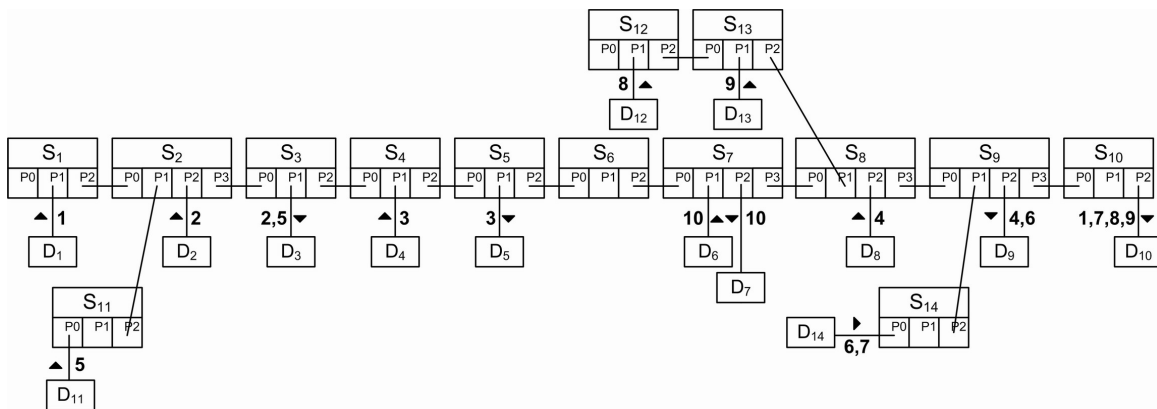 S12 S13
P0 P1 P2 P0 P1 P2
8 9
D12 D13
S1 S2 S3 S4 S5 S6 S7 S8 S9 S10
P0 P1 P2 P0 P1 P2 P3 P0 P1 P2 P0 P1 P2 P0 P1 P2 P0 P1 P2 P0 P1 P2 P3 P0 P1 P2 P3 P0 P1 P2 P3 P0 P1 P2
1 2 2,5 3 3 10 10 4 4,6 1,7,8,9
D1 D2 D3 D4 D5 D6 D8 D9 D10
D7
S11 S14
P0 P1 P2 P0 P1 P2
D14
6,7
5
D11